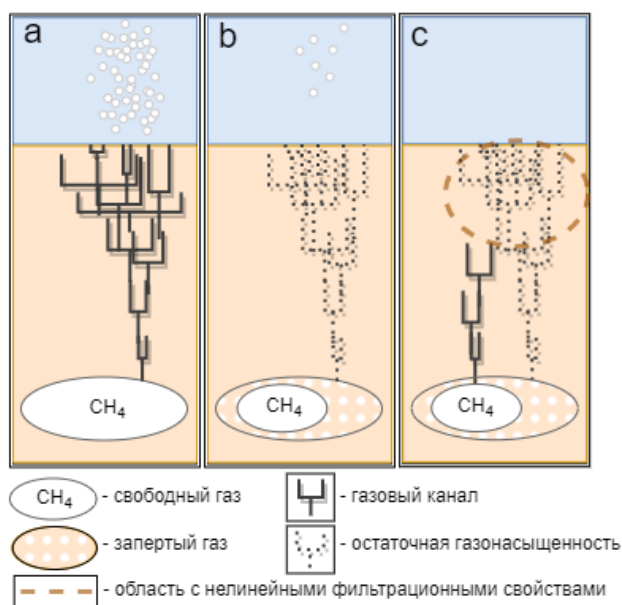 a
b
c
CH₄
CH₄
CH₄
CH₄ - свободный газ
- газовый канал
- запертый газ
- остаточная газонасыщенность
- область с нелинейными фильтрационными свойствами